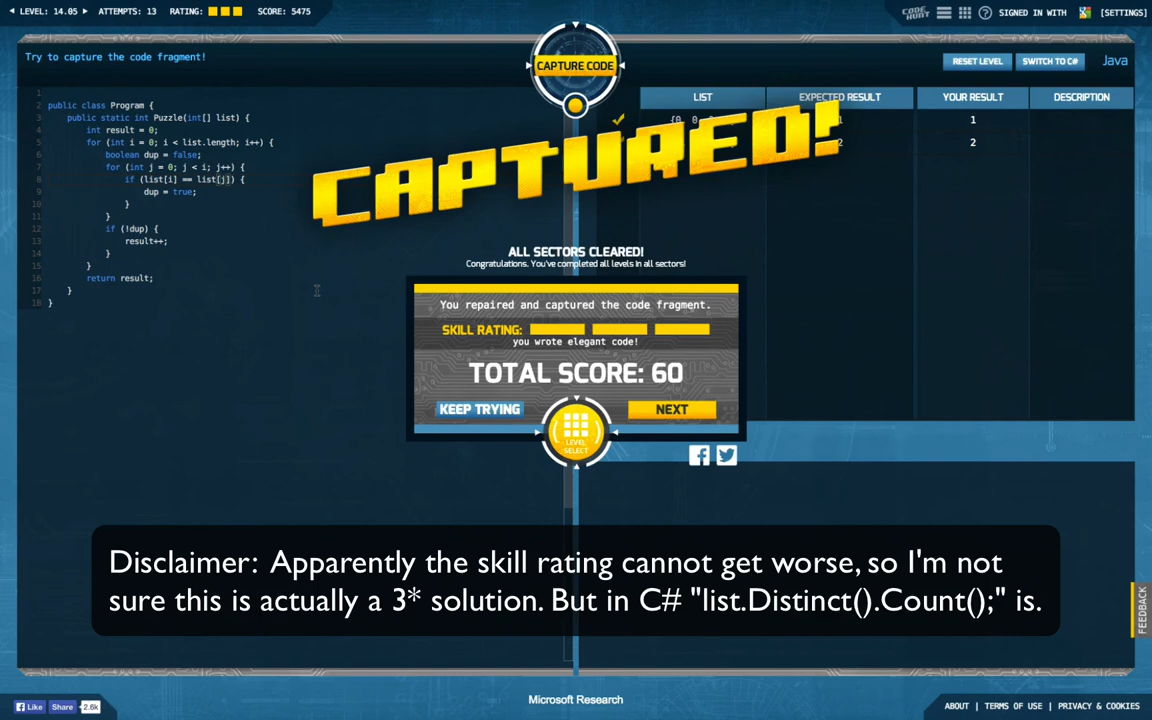 LEVEL: 14.05 ATTEMPTS: 13 RATING: SCORE: 5475
CODE HUNT ? SIGNED IN WITH [SETTINGS]
Try to capture the code fragment!
CAPTURE CODE
RESET LEVEL SWITCH TO C# Java
LIST EXPECTED RESULT YOUR RESULT DESCRIPTION
1
2 public class Program {
3 public static int Puzzle(int[] list) {
4 int result = 0;
5 for (int i = 0; i < list.length; i++) {
6 boolean dup = false;
7 for (int j = 0; j < i; j++) {
8 if (list[i] == list[j]) {
9 dup = true;
10 }
11 }
12 if (!dup) {
13 result++;
14 }
15 }
16 return result;
17 }
18 }
{0, 0, 1
2 2
CAPTURED!
ALL SECTORS CLEARED!
Congratulations. You've completed all levels in all sectors!
You repaired and captured the code fragment.
SKILL RATING:
you wrote elegant code!
TOTAL SCORE: 60
KEEP TRYING NEXT
LEVEL
SELECT
Disclaimer: Apparently the skill rating cannot get worse, so I'm not
sure this is actually a 3* solution. But in C# "list.Distinct().Count();" is.
FEEDBACK
Like Share 2.6k Microsoft Research ABOUT | TERMS OF USE | PRIVACY & COOKIES